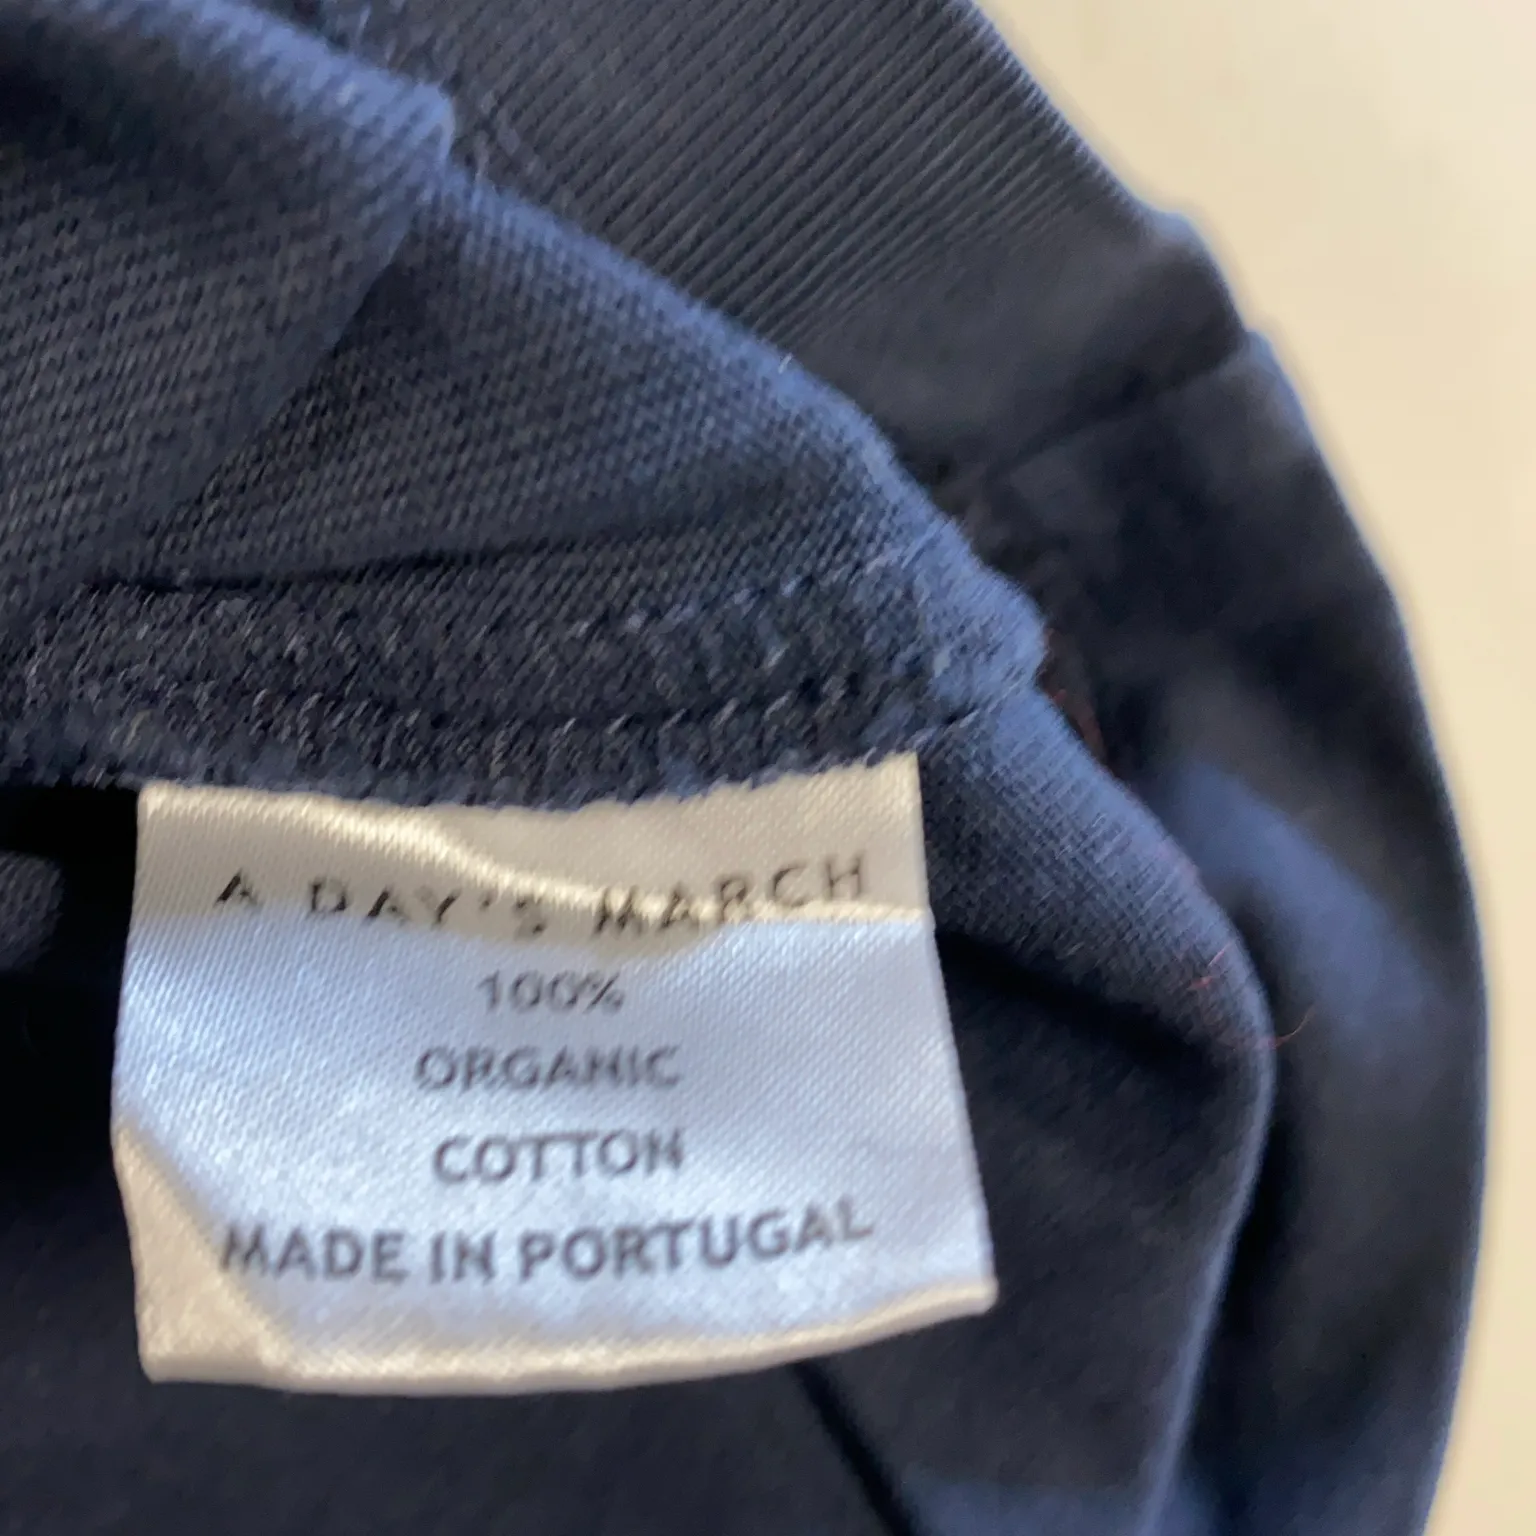 A DAY'S MARCH
100%
ORGANIC
COTTON
MADE IN PORTUGAL